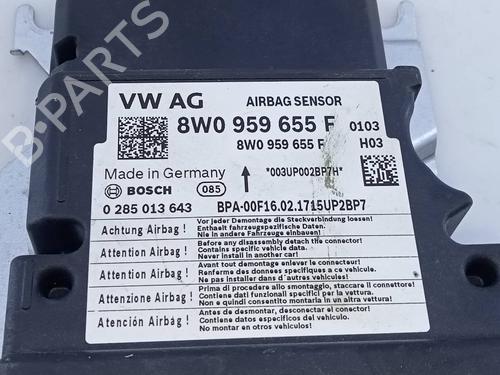 B-PARTS
VW AG AIRBAG SENSOR
8W0 959 655 F 0103
8W0 959 655 F H03
Made in Germany *003UP002BP7H*
BOSCH 085
0 285 013 643 BPA-00F16.02.1715UP2BP7
Achtung Airbag ! Vor jeder Demontage die Steckverbindung loesen!
Enthaelt fahrzeugspezifische Daten.
Nie in andere Fahrzeuge einbauen!
Attention Airbag ! Before any disassembly detach the connector!
Contains specific vehicle data.
Never install in another car!
Attention Airbag ! Avant tout demontage enlever le connecteur!
Renferme des données specifiques a ce vehicule.
Ne pas installer dans d´autres vehicules!
Attenzione Airbag ! Prima di procedere allo smontaggio, staccare il connettore!
Contiene dati funzionali specifici per la vettura.
Non e quindi consentito montarla in un altra vettura!
Atención Airbag ! Antes de desmontar, desconectar el conector!
Contiene datos específicos del vehículo.
No montar en otros vehículos!